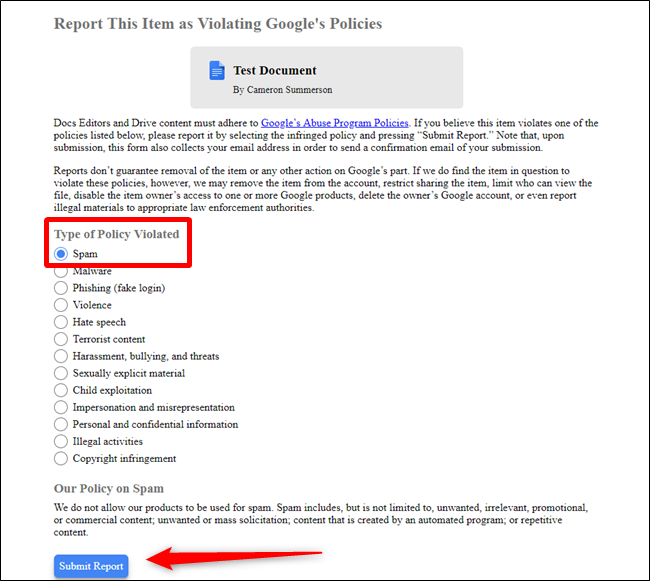 Report This Item as Violating Google's Policies
Test Document
By Cameron Summerson
Docs Editors and Drive content must adhere to Google's Abuse Program Policies. If you believe this item violates one of the
policies listed below, please report it by selecting the infringed policy and pressing “Submit Report.” Note that, upon
submission, this form also collects your email address in order to send a confirmation email of your submission.
Reports don’t guarantee removal of the item or any other action on Google’s part. If we do find the item in question to
violate these policies, however, we may remove the item from the account, restrict sharing the item, limit who can view the
file, disable the item owner’s access to one or more Google products, delete the owner’s Google account, or even report
illegal materials to appropriate law enforcement authorities.
Type of Policy Violated
Spam
Malware
Phishing (fake login)
Violence
Hate speech
Terrorist content
Harassment, bullying, and threats
Sexually explicit material
Child exploitation
Impersonation and misrepresentation
Personal and confidential information
Illegal activities
Copyright infringement
Our Policy on Spam
We do not allow our products to be used for spam. Spam includes, but is not limited to, unwanted, irrelevant, promotional,
or commercial content; unwanted or mass solicitation; content that is created by an automated program; or repetitive
content.
Submit Report